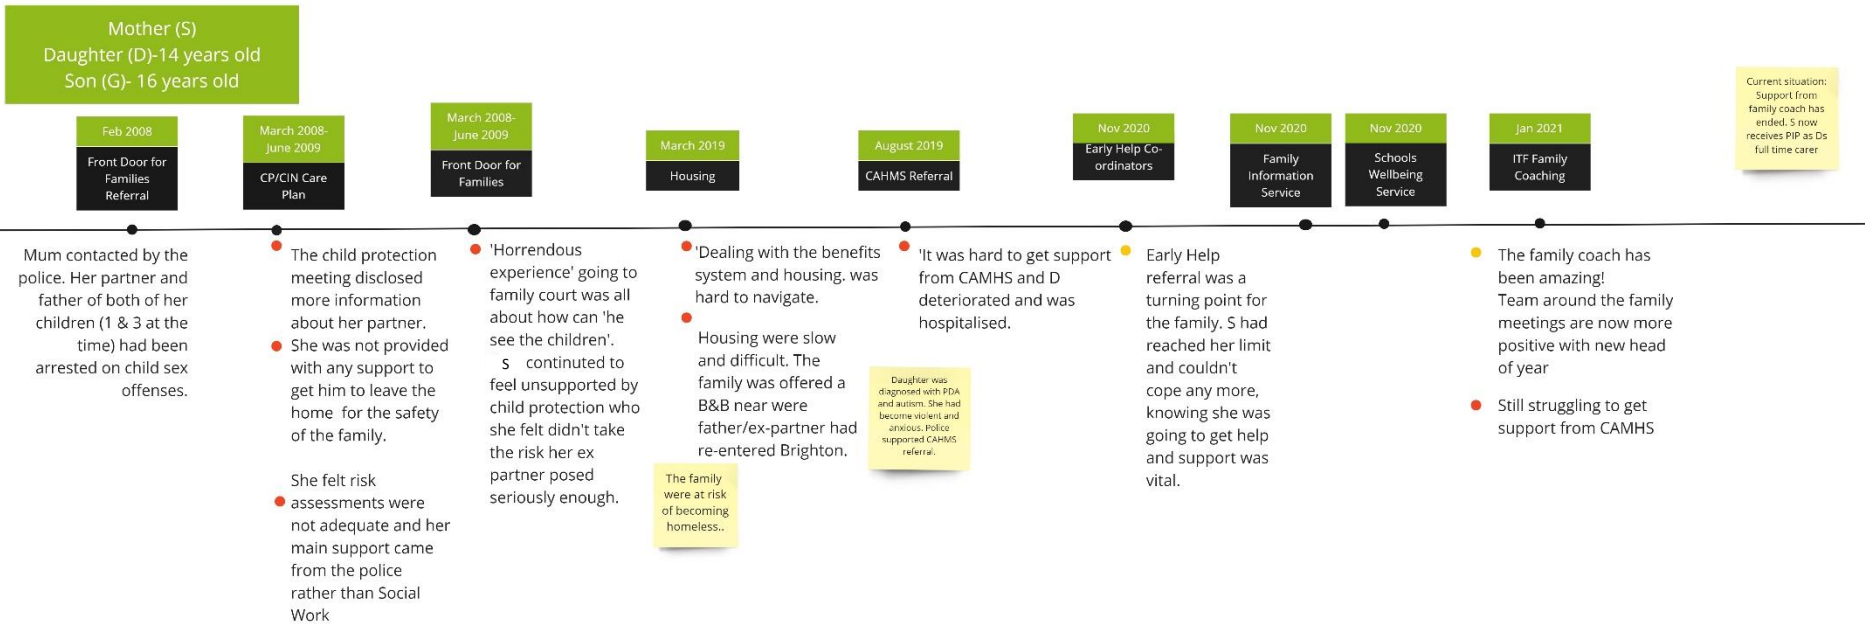 Mother (S)
Daughter (D)-14 years old
Son (G)- 16 years old
Feb 2008
Front Door for
Families
Referral
Mum contacted by the
police. Her partner and
father of both of her
children (1 & 3 at the
time) had been
arrested on child sex
offenses.
March 2008-
June 2009
CP/CIN Care
Plan
The child protection
meeting disclosed
more information
about her partner.
She was not provided
with any support to
get him to leave the
home for the safety
of the family.
She felt risk
assessments were
not adequate and her
main support came
from the police
rather than Social
Work
March 2008-
June 2009
Front Door for
Families
'Horrendous
experience' going to
family court was all
about how can 'he
see the children'.
S continuted to
feel unsupported by
child protection who
she felt didn't take
the risk her ex
partner posed
seriously enough.
March 2019
Housing
'Dealing with the benefits
system and housing. was
hard to navigate.
Housing were slow
and difficult. The
family was offered a
B&B near were
father/ex-partner had
re-entered Brighton.
The family
were at risk
of becoming
homeless..
August 2019
CAHMS Referral
'It was hard to get support
from CAMHS and D
deteriorated and was
hospitalised.
Daughter was
diagnosed with PDA
and autism. She had
become violent and
anxious. Police
supported CAHMS
referral.
Nov 2020
Early Help Co-
ordinators
Early Help
referral was a
turning point for
the family. S had
reached her limit
and couldn't
cope any more,
knowing she was
going to get help
and support was
vital.
Nov 2020
Family
Information
Service
Nov 2020
Schools
Wellbeing
Service
Jan 2021
ITF Family
Coaching
The family coach has
been amazing!
Team around the family
meetings are now more
positive with new head
of year
Still struggling to get
support from CAMHS
Current situation:
Support from
family coach has
ended. S now
receives PIP as Ds
full time carer